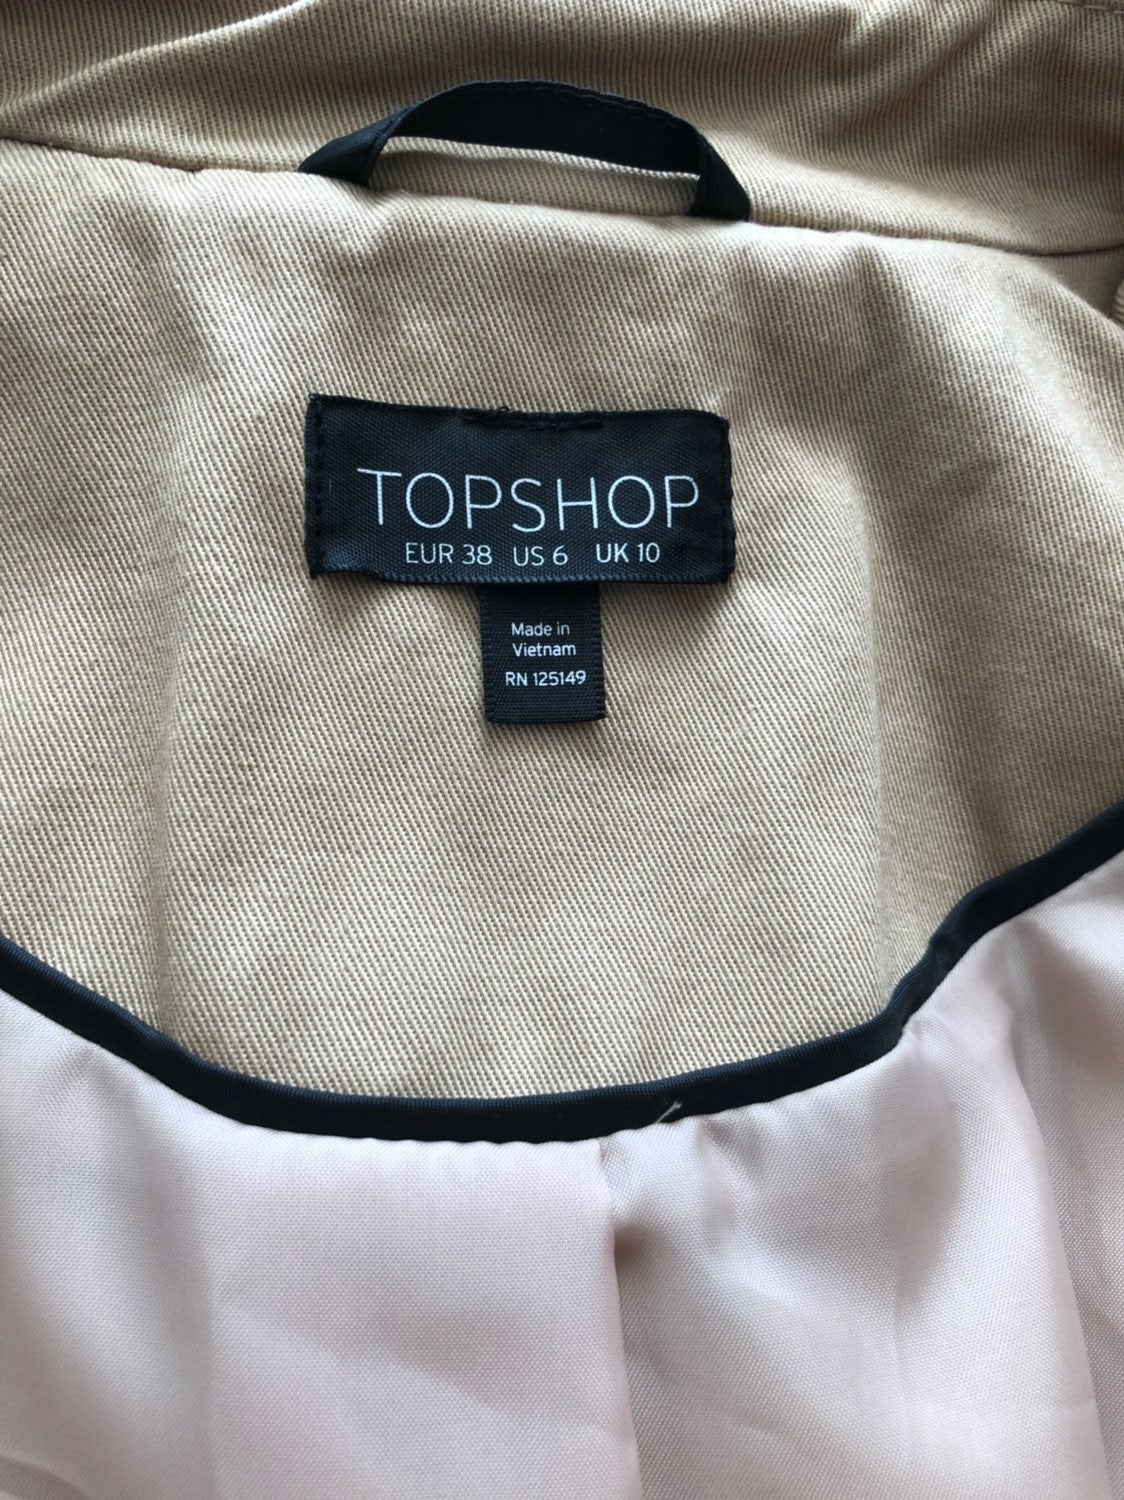 TOPSHOP
EUR 38 US 6 UK 10
Made in
Vietnam
RN 125149